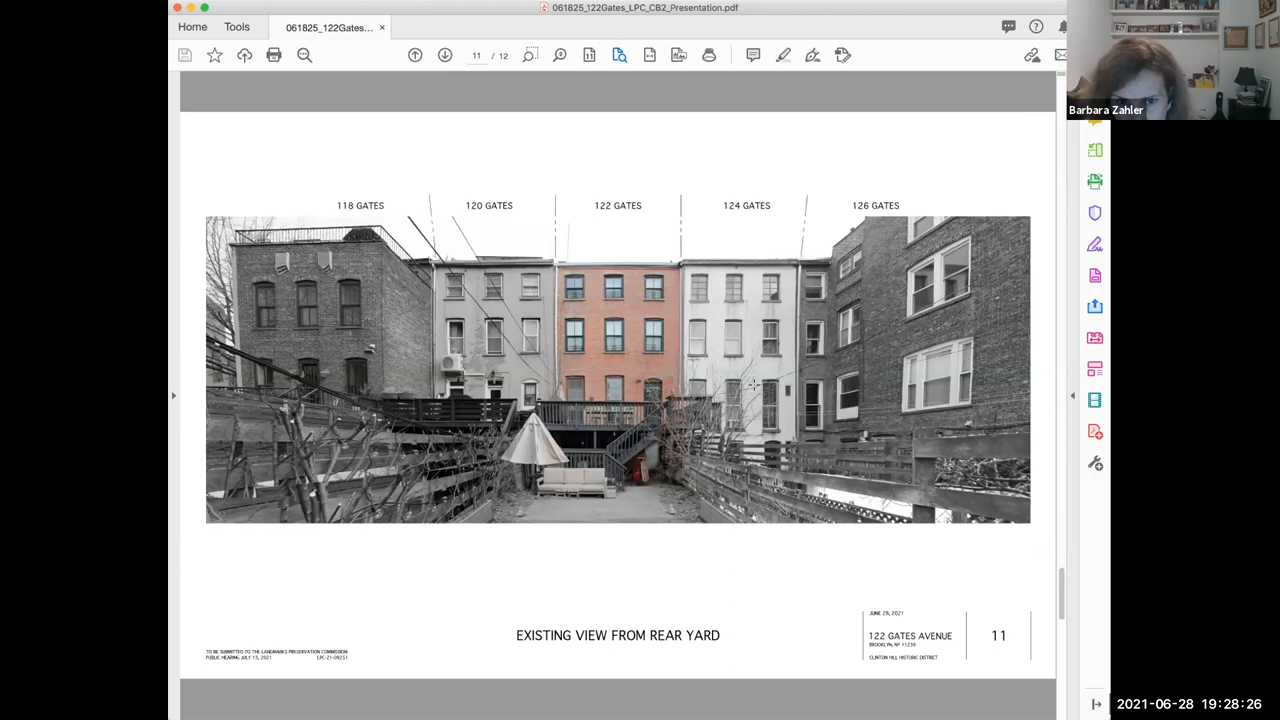 061825_122Gates_LPC_CB2_Presentation.pdf
Home
Tools
061825_122Gates...
11 / 12
Barbara Zahler
118 GATES
120 GATES
122 GATES
124 GATES
126 GATES
EXISTING VIEW FROM REAR YARD
TO BE SUBMITTED TO THE LANDMARKS PRESERVATION COMMISSION
PUBLIC HEARING JULY 13, 2021
JUNE 28, 2021
122 GATES AVENUE
BROOKLYN, NY 11238
CLINTON HILL HISTORIC DISTRICT
11
2021-06-28 19:28:26